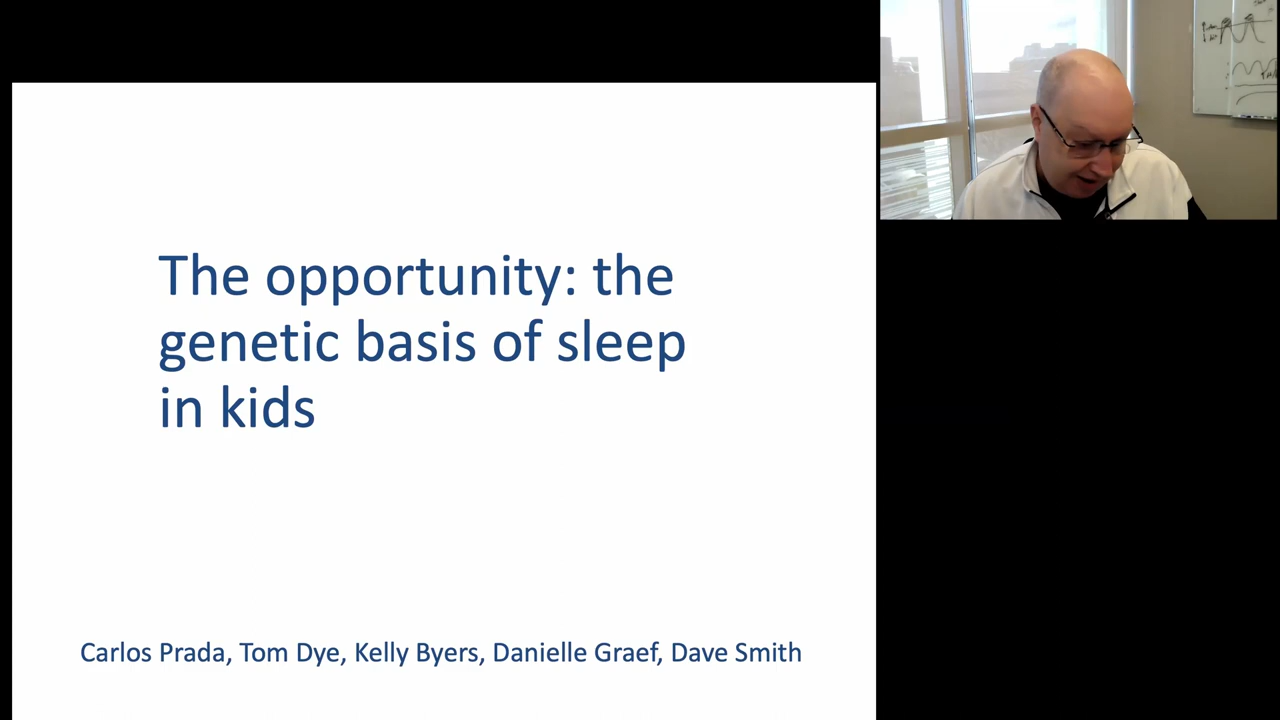 The opportunity: the
genetic basis of sleep
in kids
Carlos Prada, Tom Dye, Kelly Byers, Danielle Graef, Dave Smith